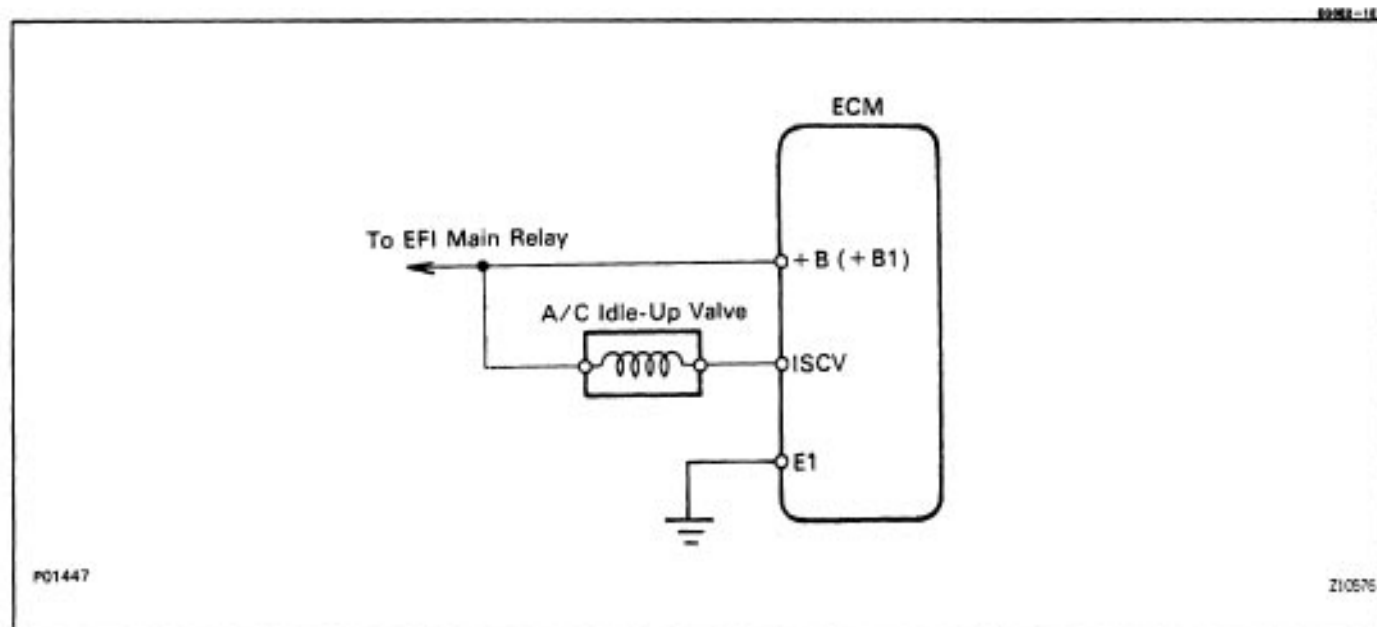 ECM
To EFI Main Relay
+B (+B1)
A/C Idle-Up Valve
ISCV
E1
P01447
Z10576